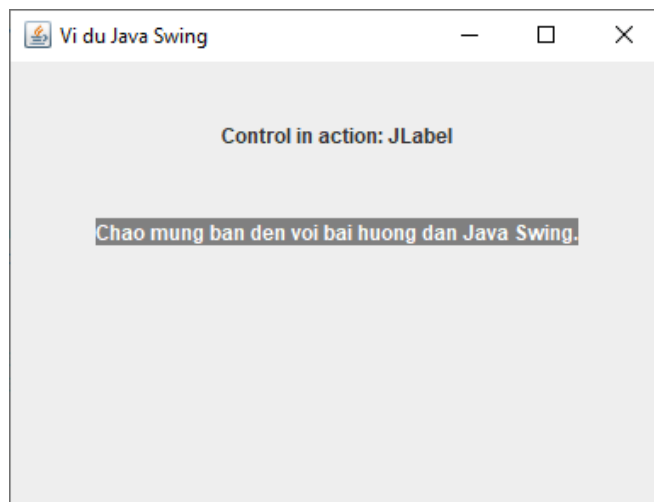 Vi du Java Swing
Control in action: JLabel
Chao mung ban den voi bai huong dan Java Swing.